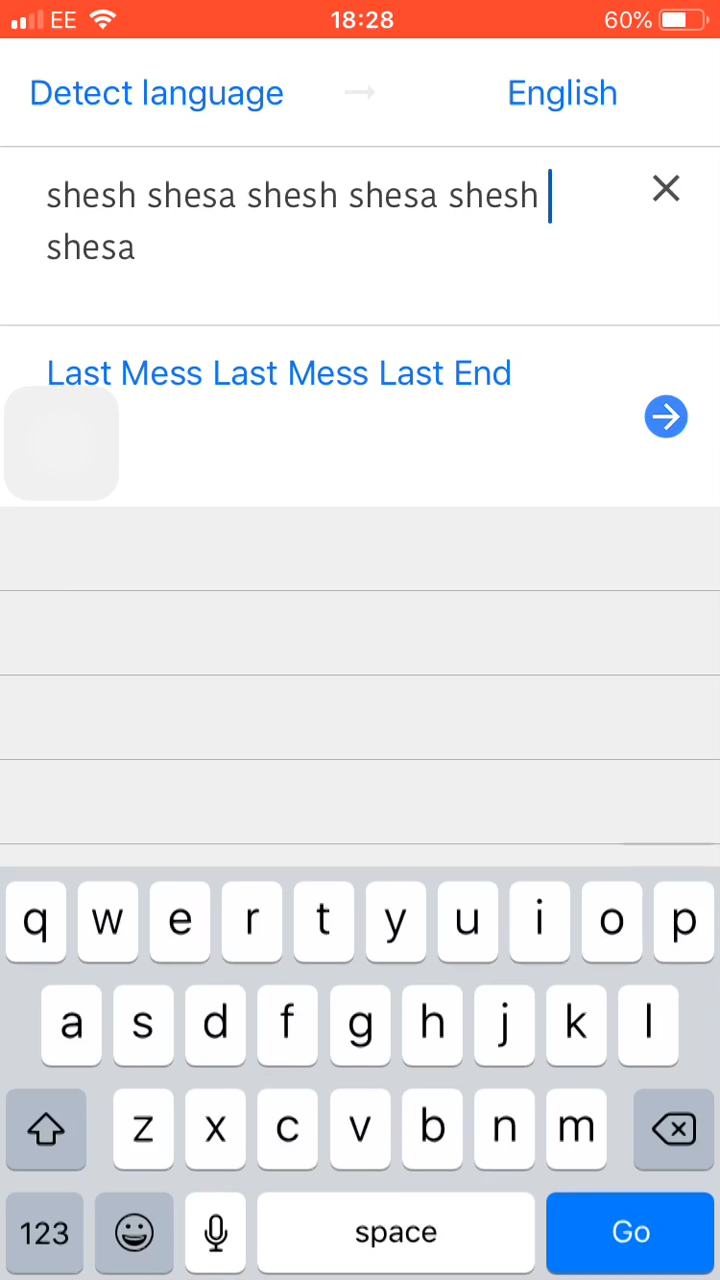 EE 18:28 60%
Detect language → English
shesh shesa shesh shesa shesh
shesa
Last Mess Last Mess Last End
q w e r t y u i o p
a s d f g h j k l
z x c v b n m
123 space Go